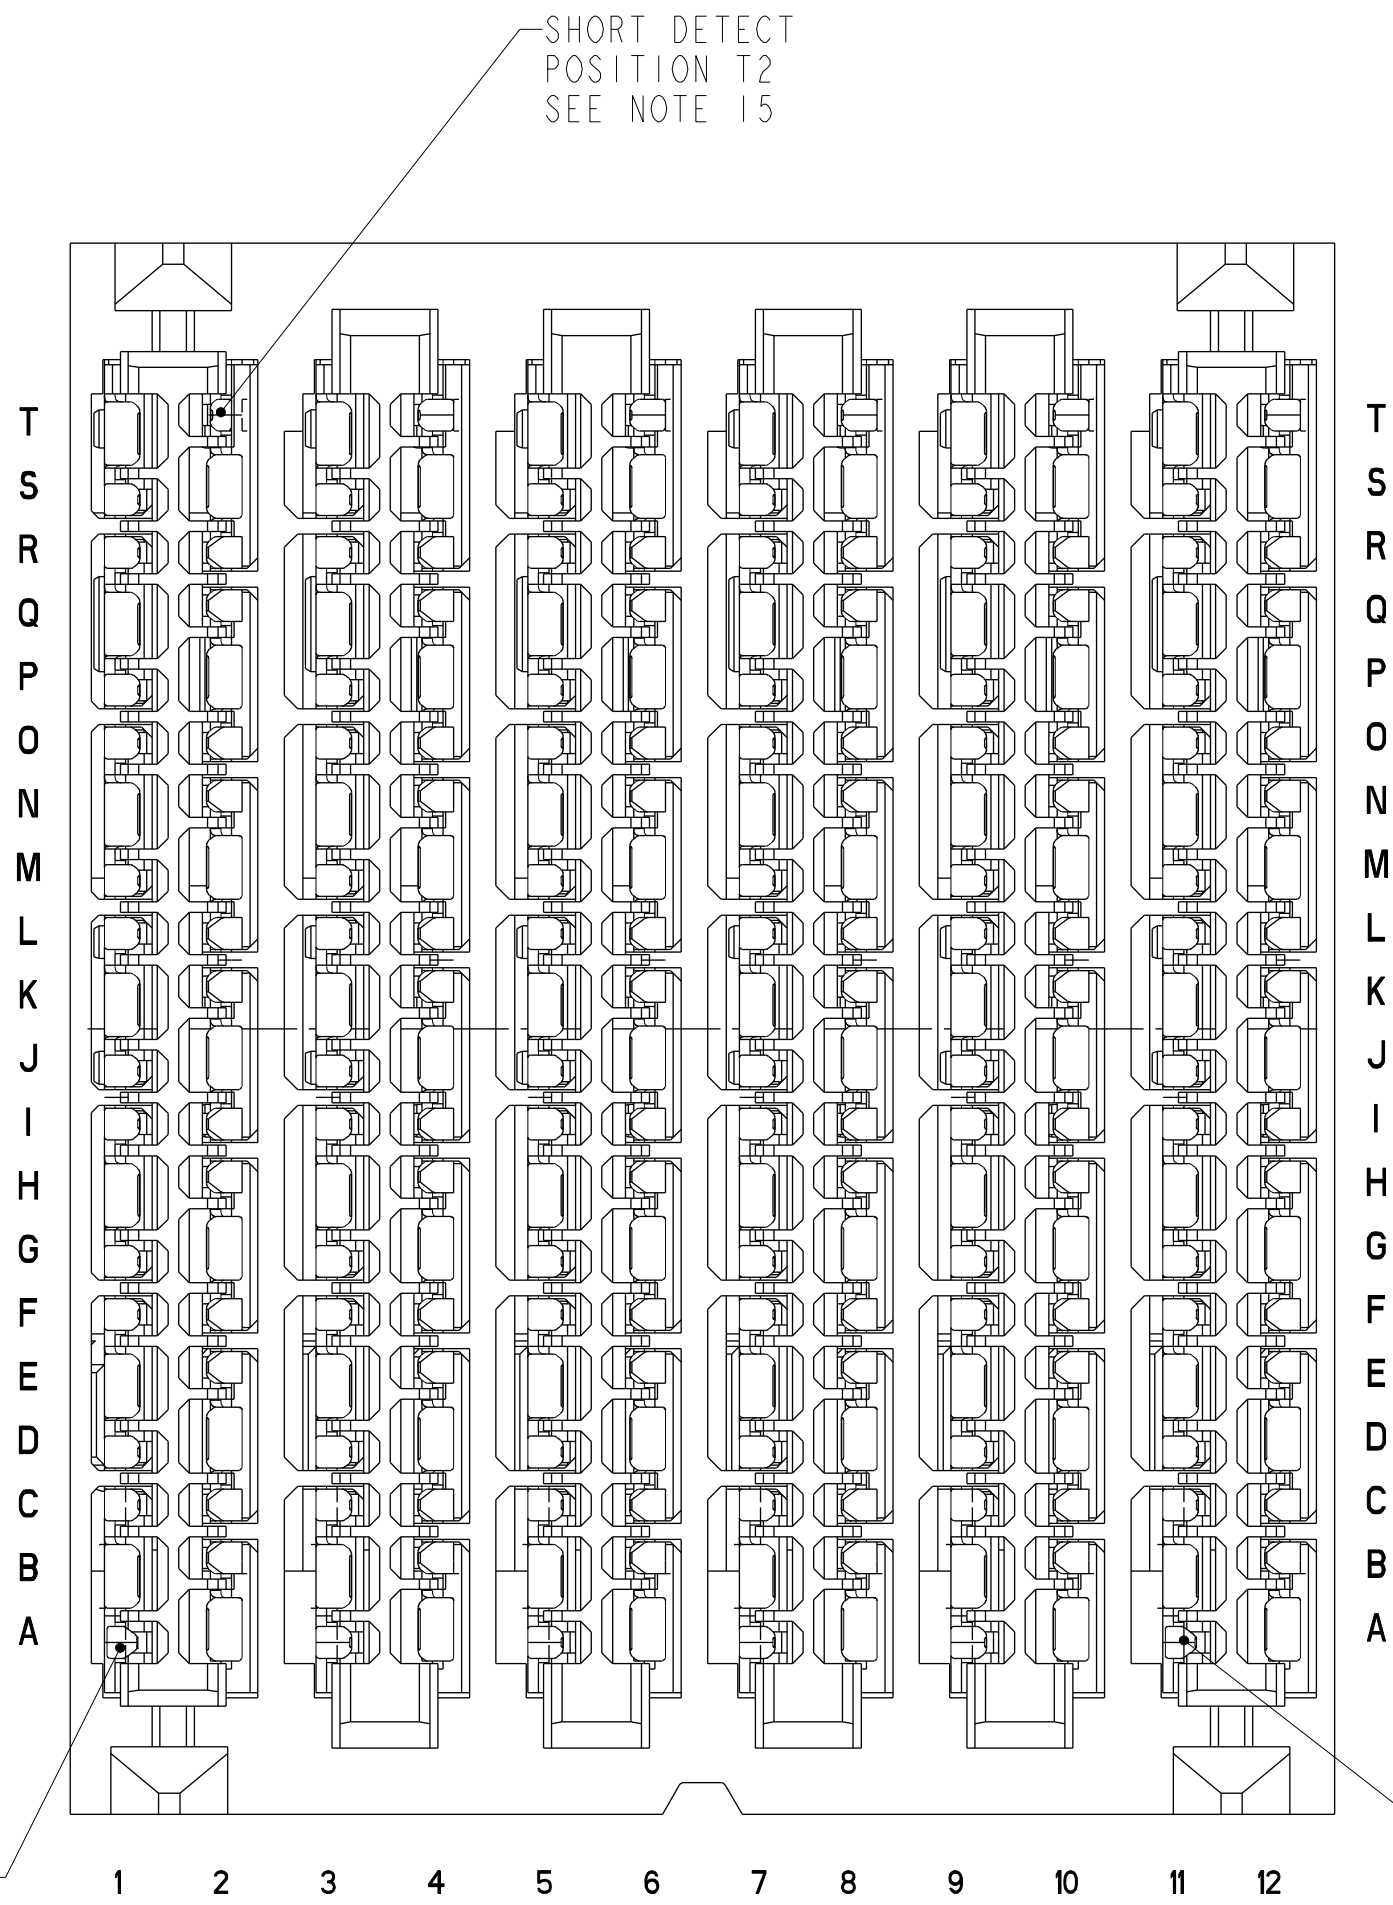 SHORT DETECT
POSITION T2
SEE NOTE 15
T T
S S
R R
Q Q
P P
O O
N N
M M
L L
K K
J J
I I
H H
G G
F F
E E
D D
C C
B B
A A
1 2 3 4 5 6 7 8 9 10 11 12